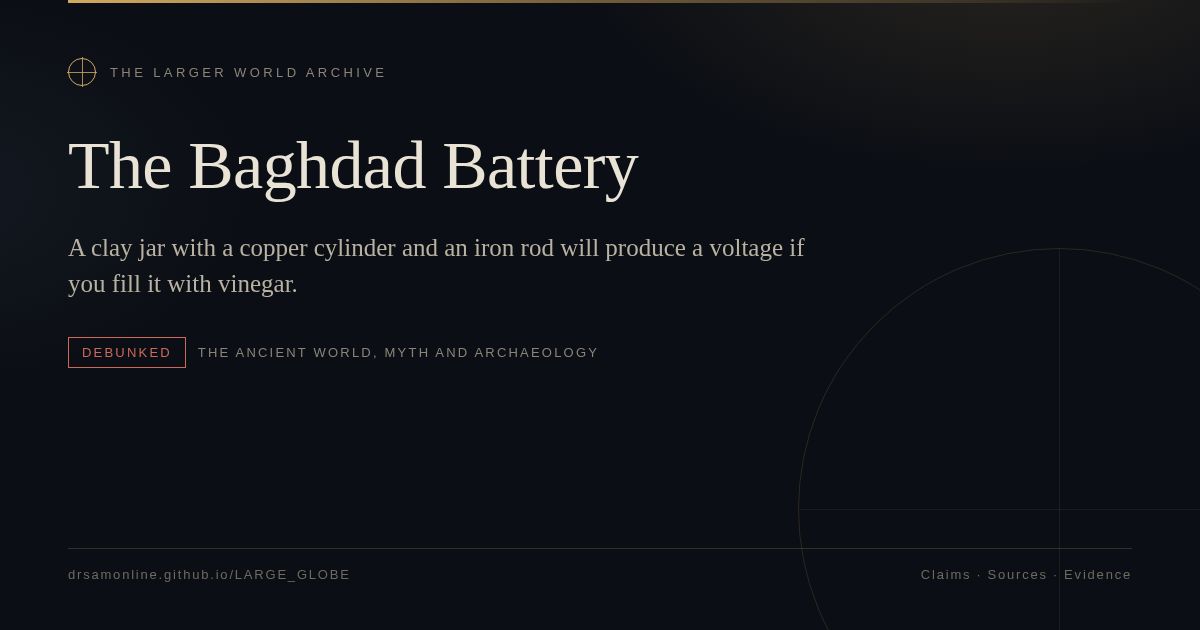 THE LARGER WORLD ARCHIVE
The Baghdad Battery
A clay jar with a copper cylinder and an iron rod will produce a voltage if
you fill it with vinegar.
DEBUNKED THE ANCIENT WORLD, MYTH AND ARCHAEOLOGY
drsamonline.github.io/LARGE_GLOBE Claims · Sources · Evidence